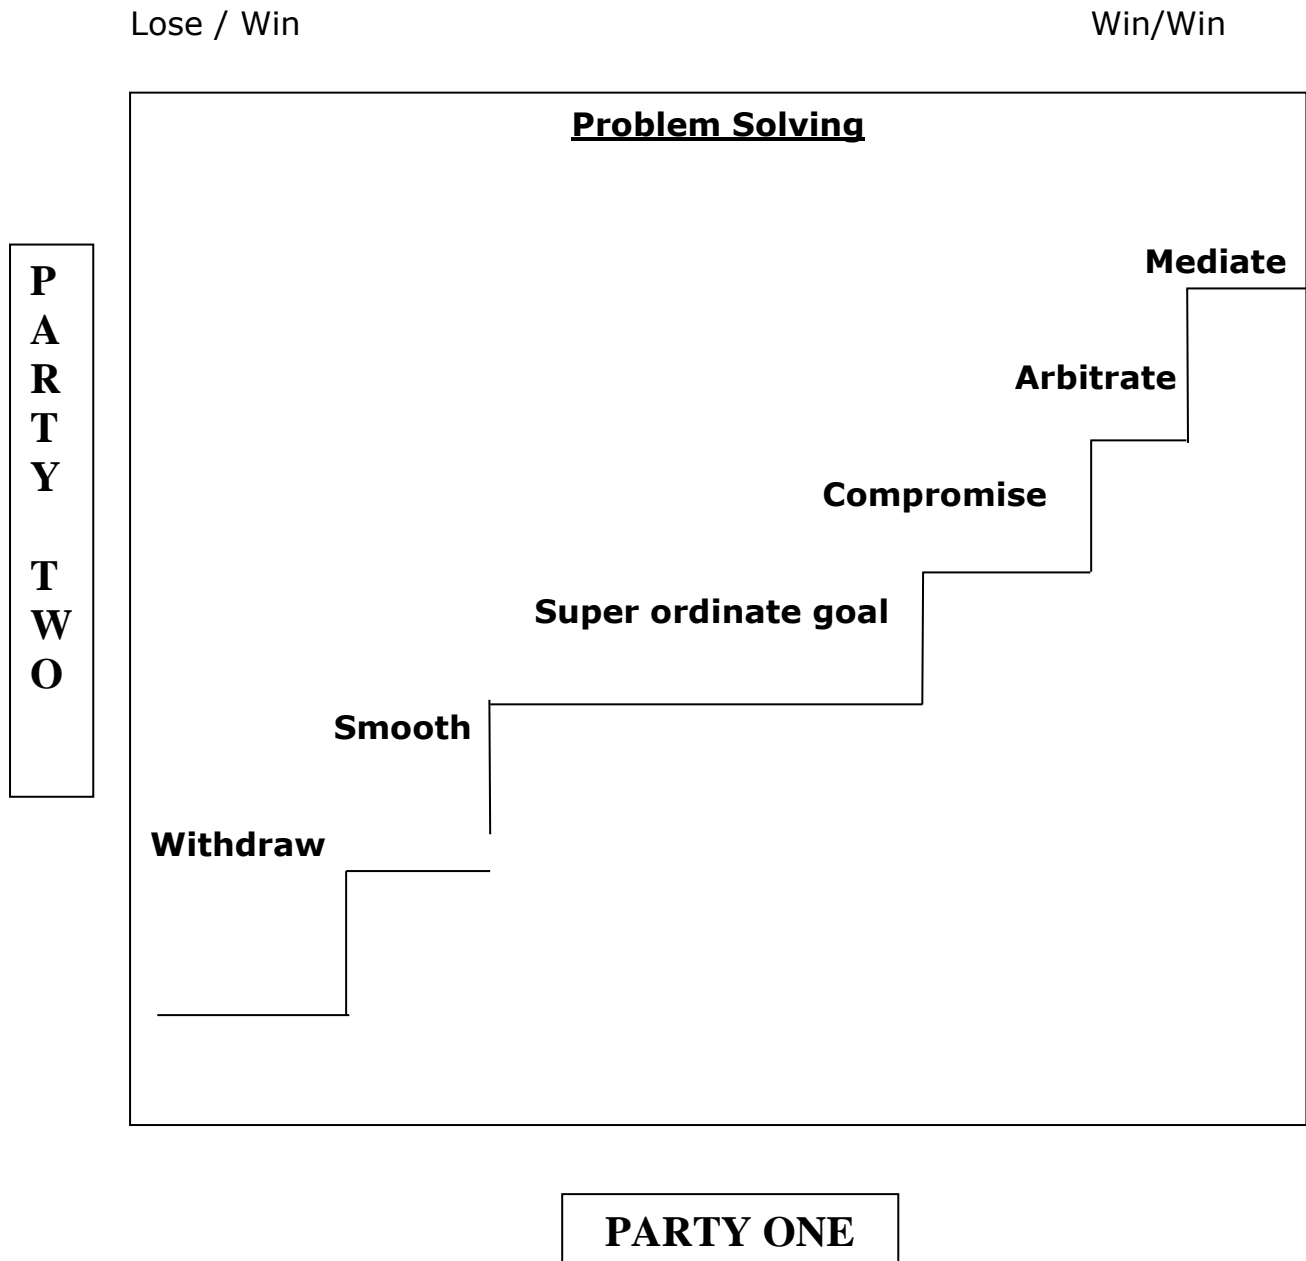 Lose / Win Win/Win
Problem Solving
Mediate
Arbitrate
Compromise
Super ordinate goal
Smooth
Withdraw
P
A
R
T
Y
T
W
O
PARTY ONE